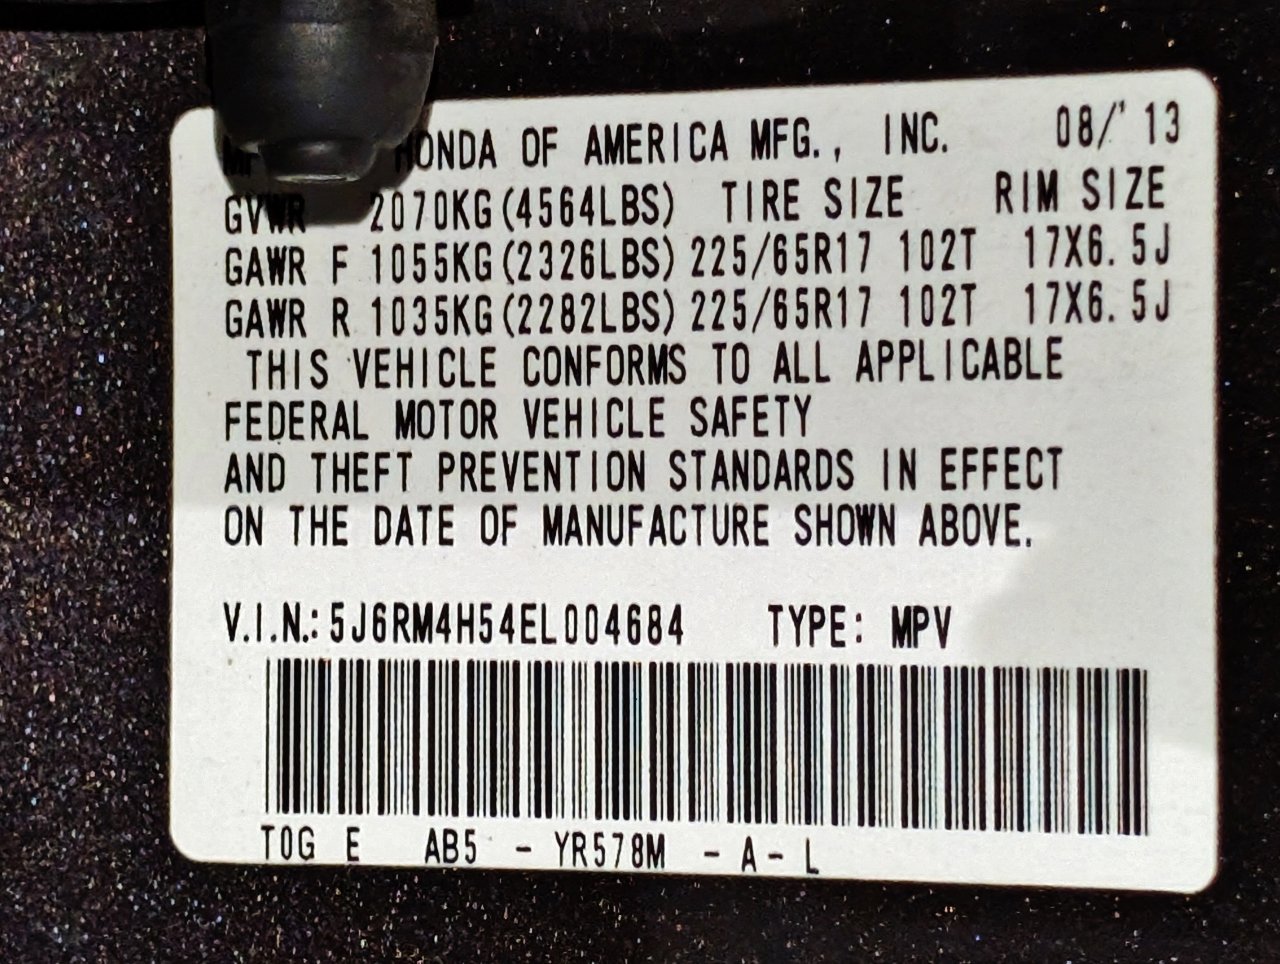 HONDA OF AMERICA MFG., INC. 08/'13
GVWR 2070KG(4564LBS) TIRE SIZE RIM SIZE
GAWR F 1055KG(2326LBS) 225/65R17 102T 17X6.5J
GAWR R 1035KG(2282LBS) 225/65R17 102T 17X6.5J
THIS VEHICLE CONFORMS TO ALL APPLICABLE
FEDERAL MOTOR VEHICLE SAFETY
AND THEFT PREVENTION STANDARDS IN EFFECT
ON THE DATE OF MANUFACTURE SHOWN ABOVE.
V.I.N.: 5J6RM4H54EL004684 TYPE: MPV
T0G E AB5 - YR578M - A - L